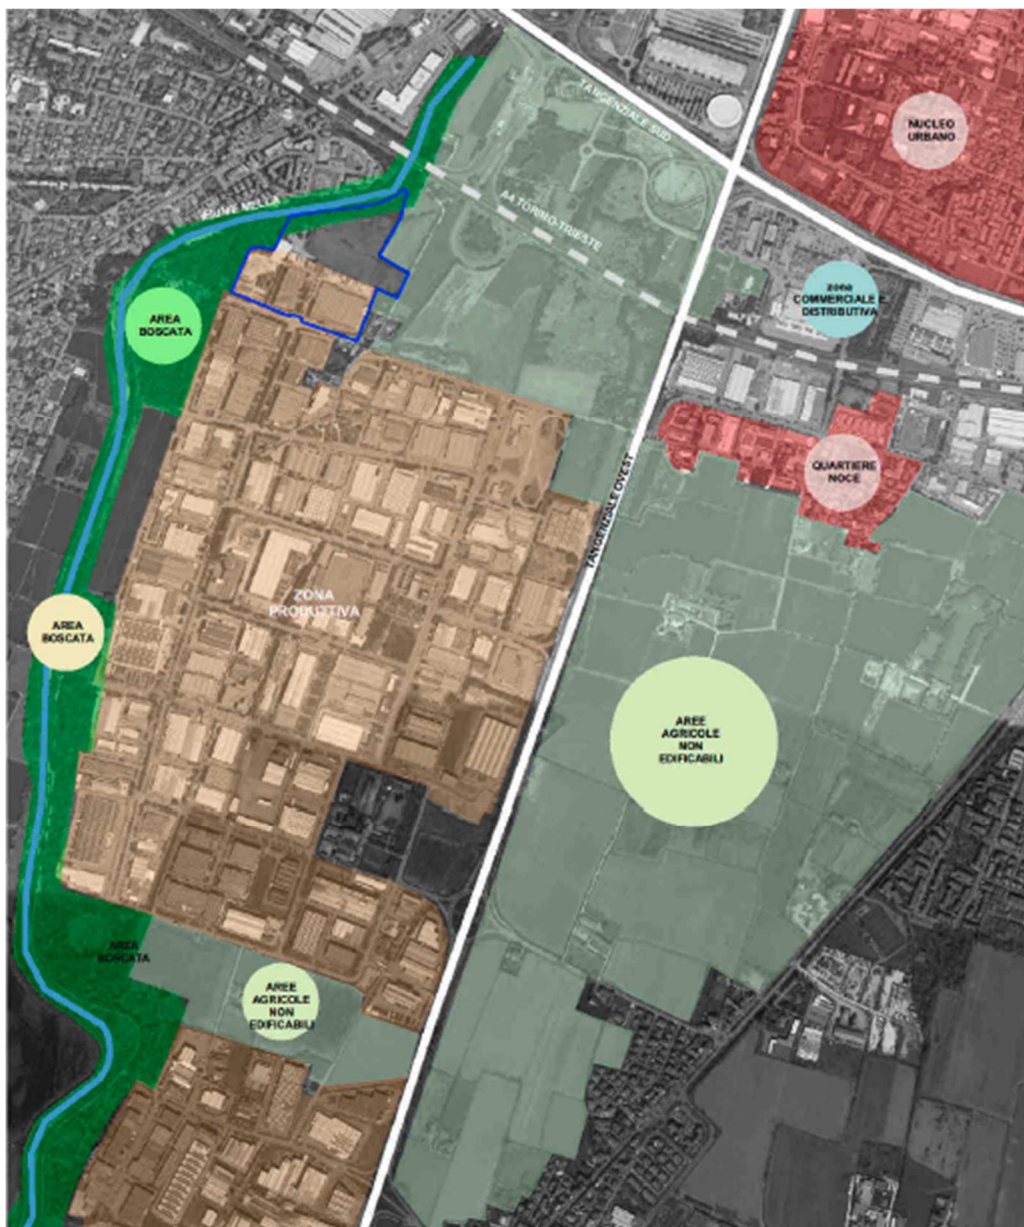 TANGENZIALE SUD
NUCLEO
URBANO
FIUME MELLA
A4 TORINO-TRIESTE
zona
COMMERCIALE E
DISTRIBUTIVA
AREA
BOSCATA
QUARTIERE
NOCE
TANGENZIALE OVEST
ZONA
PRODUTTIVA
AREA
BOSCATA
AREE
AGRICOLE
NON
EDIFICABILI
AREA
BOSCATA
AREE
AGRICOLE
NON
EDIFICABILI